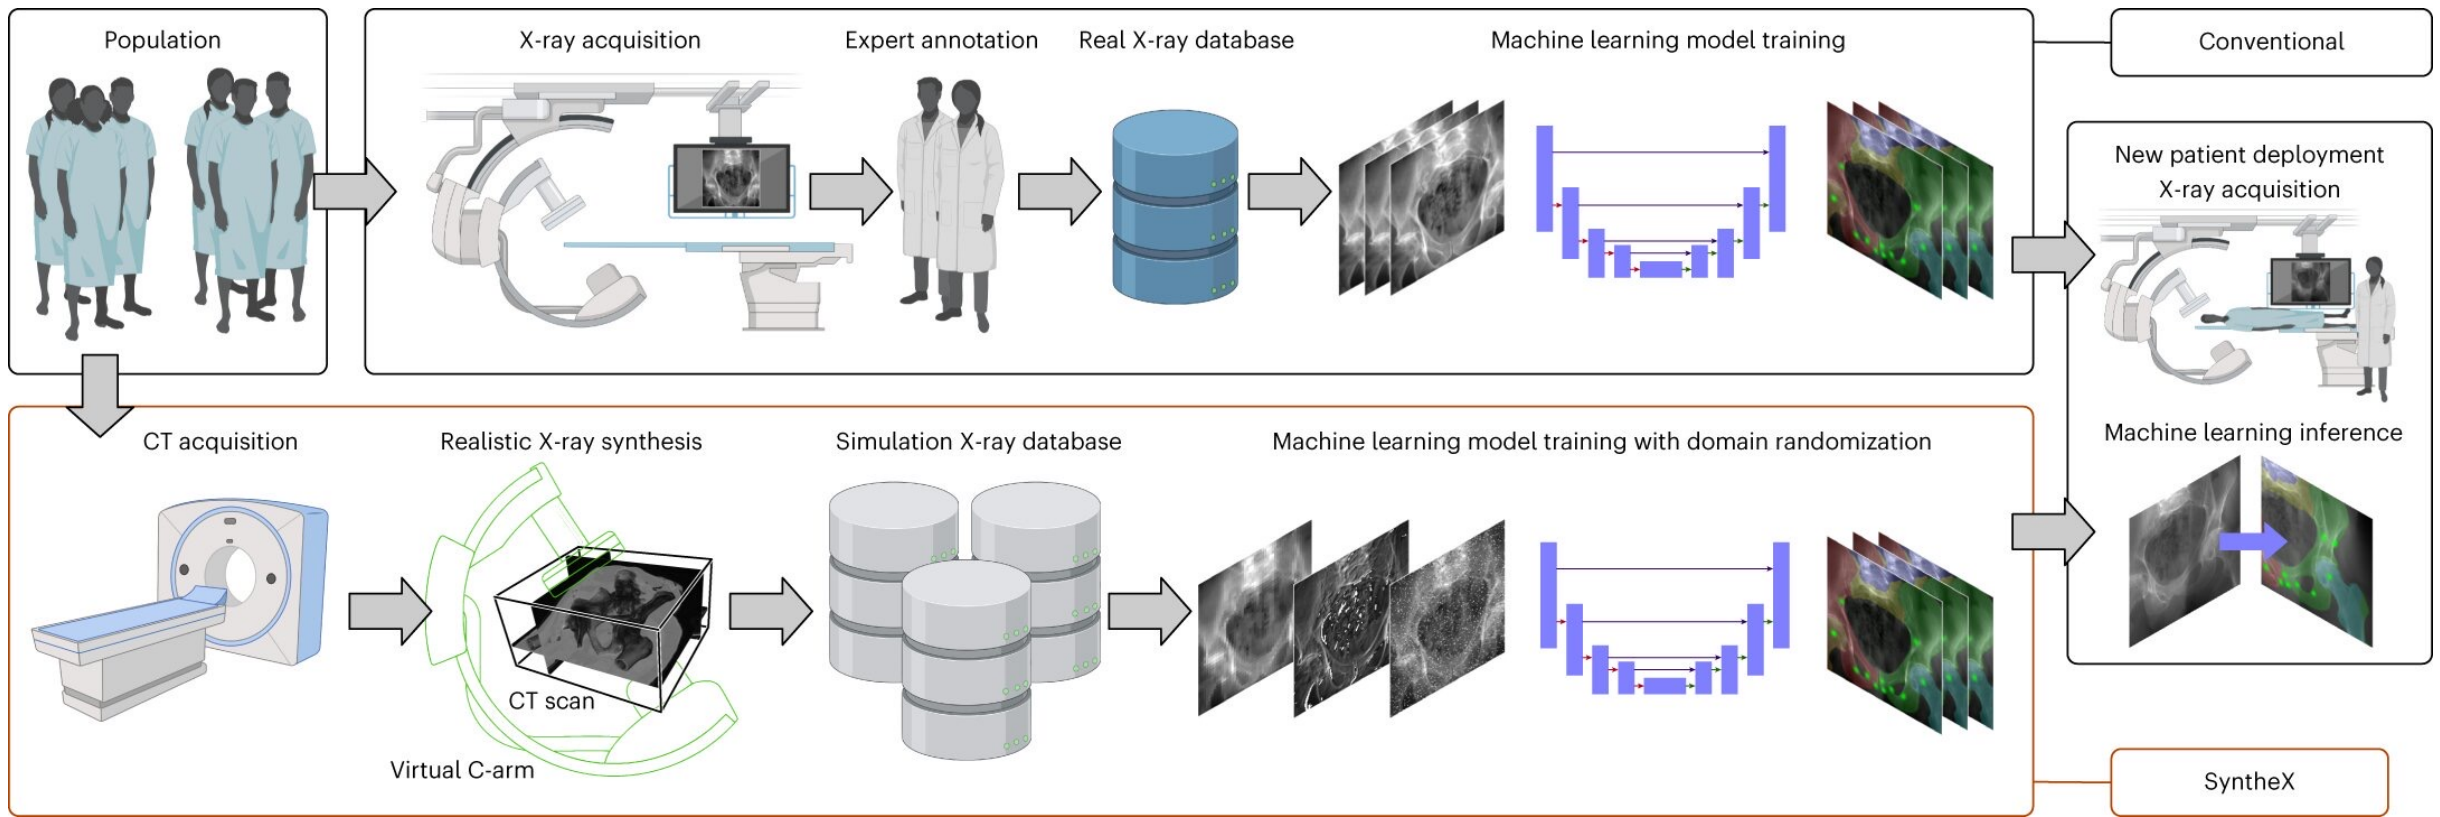 Population
X-ray acquisition
Expert annotation
Real X-ray database
Machine learning model training
Conventional
New patient deployment
X-ray acquisition
Machine learning inference
CT acquisition
Realistic X-ray synthesis
CT scan
Virtual C-arm
Simulation X-ray database
Machine learning model training with domain randomization
SyntheX